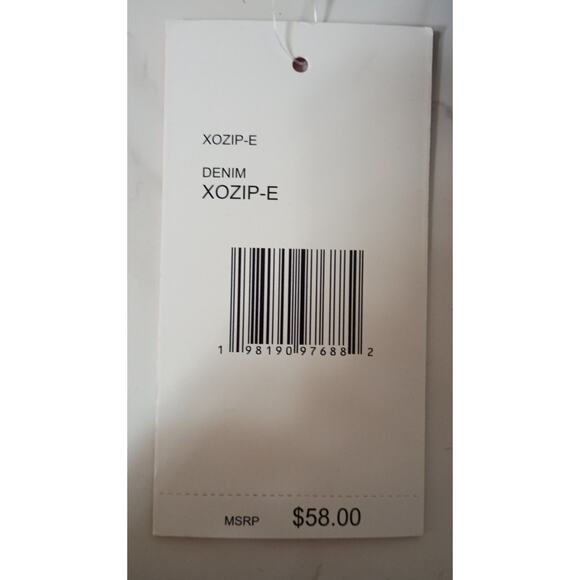 XOZIP-E
DENIM
XOZIP-E
1 98190 97688 2
MSRP $58.00